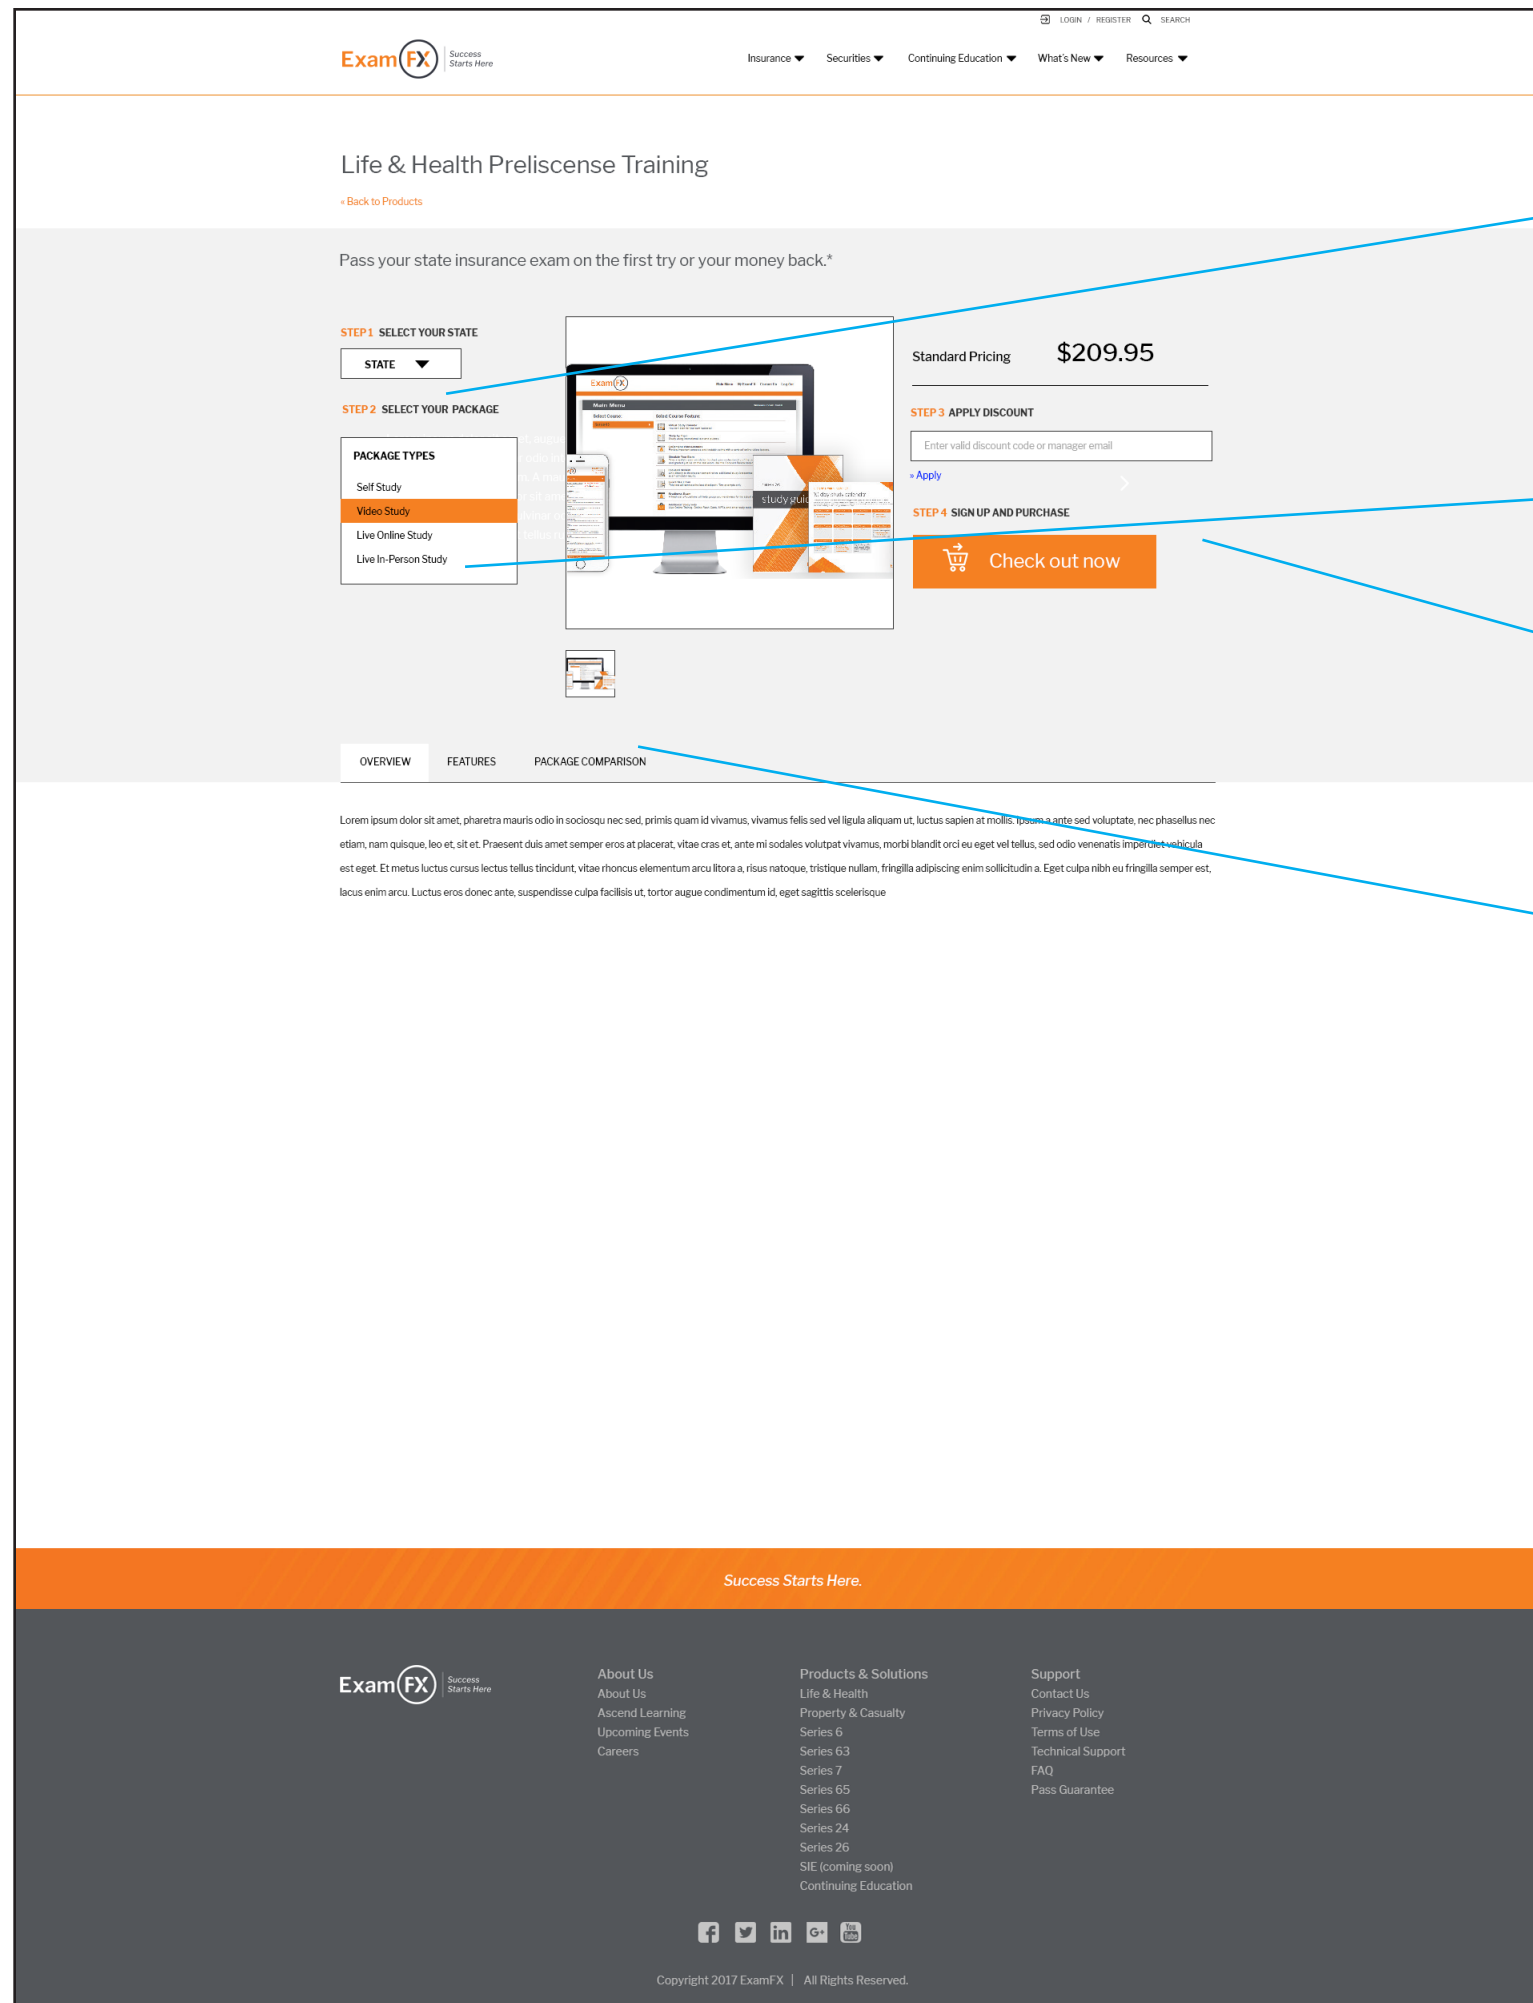 LOGIN / REGISTER SEARCH
ExamFX Success
Starts Here
Insurance Securities Continuing Education What's New Resources
Life & Health Preliscense Training
« Back to Products
Pass your state insurance exam on the first try or your money back.*
STEP 1 SELECT YOUR STATE
STATE
STEP 2 SELECT YOUR PACKAGE
PACKAGE TYPES
Self Study
Video Study
Live Online Study
Live In-Person Study
ExamFX
Main Menu
Select Course
study guid
Standard Pricing $209.95
STEP 3 APPLY DISCOUNT
Enter valid discount code or manager email
» Apply
STEP 4 SIGN UP AND PURCHASE
Check out now
OVERVIEW FEATURES PACKAGE COMPARISON
Lorem ipsum dolor sit amet, pharetra mauris odio in sociosqu nec sed, primis quam id vivamus, vivamus felis sed vel ligula aliquam ut, luctus sapien at mollis. Ipsum a ante sed voluptate, nec phasellus nec
etiam, nam quisque, leo et, sit et. Praesent duis amet semper eros at placerat, vitae cras et, ante mi sodales volutpat vivamus, morbi blandit orci eu eget vel tellus, sed odio venenatis imperdiet vehicula
est eget. Et metus luctus cursus lectus tellus tincidunt, vitae rhoncus elementum arcu litora a, risus natoque, tristique nullam, fringilla adipiscing enim sollicitudin a. Eget culpa nibh eu fringilla semper est,
lacus enim arcu. Luctus eros donec ante, suspendisse culpa facilisis ut, tortor augue condimentum id, eget sagittis scelerisque
Success Starts Here.
ExamFX Success
Starts Here
About Us
About Us
Ascend Learning
Upcoming Events
Careers
Products & Solutions
Life & Health
Property & Casualty
Series 6
Series 63
Series 7
Series 65
Series 66
Series 24
Series 26
SIE (coming soon)
Continuing Education
Support
Contact Us
Privacy Policy
Terms of Use
Technical Support
FAQ
Pass Guarantee
You
Tube
Copyright 2017 ExamFX | All Rights Reserved.